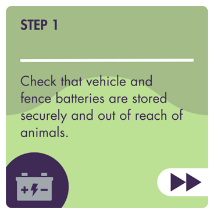 STEP 1
Check that vehicle and
fence batteries are stored
securely and out of reach of
animals.